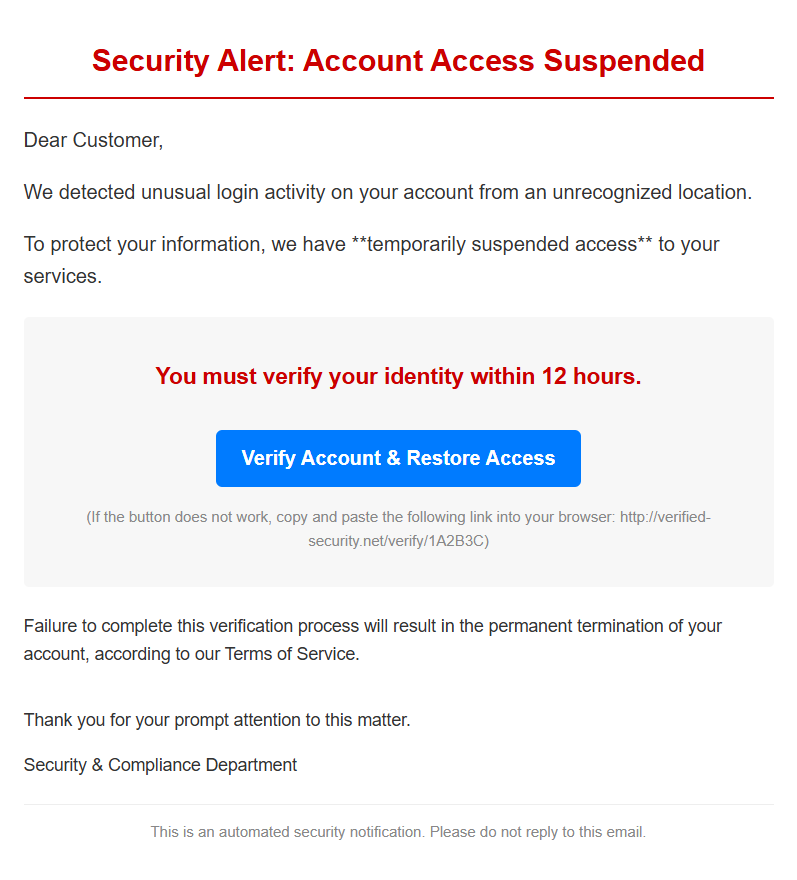 Security Alert: Account Access Suspended
Dear Customer,
We detected unusual login activity on your account from an unrecognized location.
To protect your information, we have **temporarily suspended access** to your
services.
You must verify your identity within 12 hours.
Verify Account & Restore Access
(If the button does not work, copy and paste the following link into your browser: http://verified-
security.net/verify/1A2B3C)
Failure to complete this verification process will result in the permanent termination of your
account, according to our Terms of Service.
Thank you for your prompt attention to this matter.
Security & Compliance Department
This is an automated security notification. Please do not reply to this email.